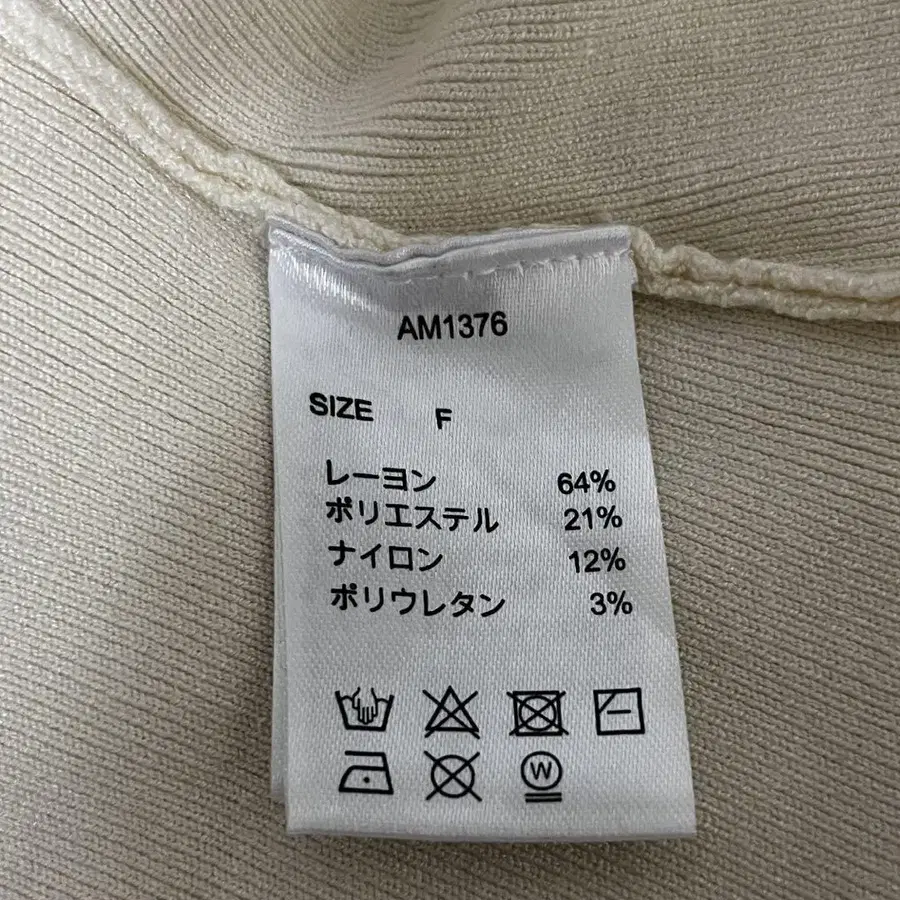 AM1376
SIZE F
レーヨン 64%
ポリエステル 21%
ナイロン 12%
ポリウレタン 3%
W